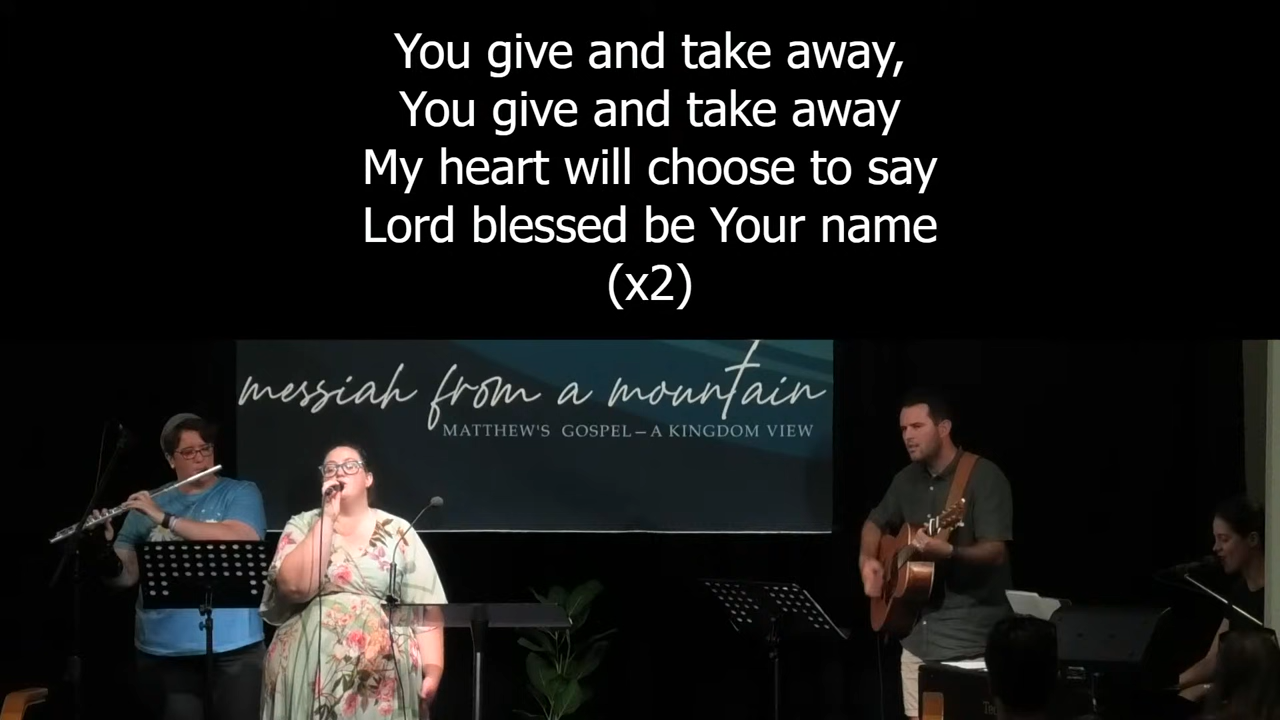 You give and take away,
You give and take away
My heart will choose to say
Lord blessed be Your name
(x2)
messiah from a mountain
MATTHEW'S GOSPEL – A KINGDOM VIEW